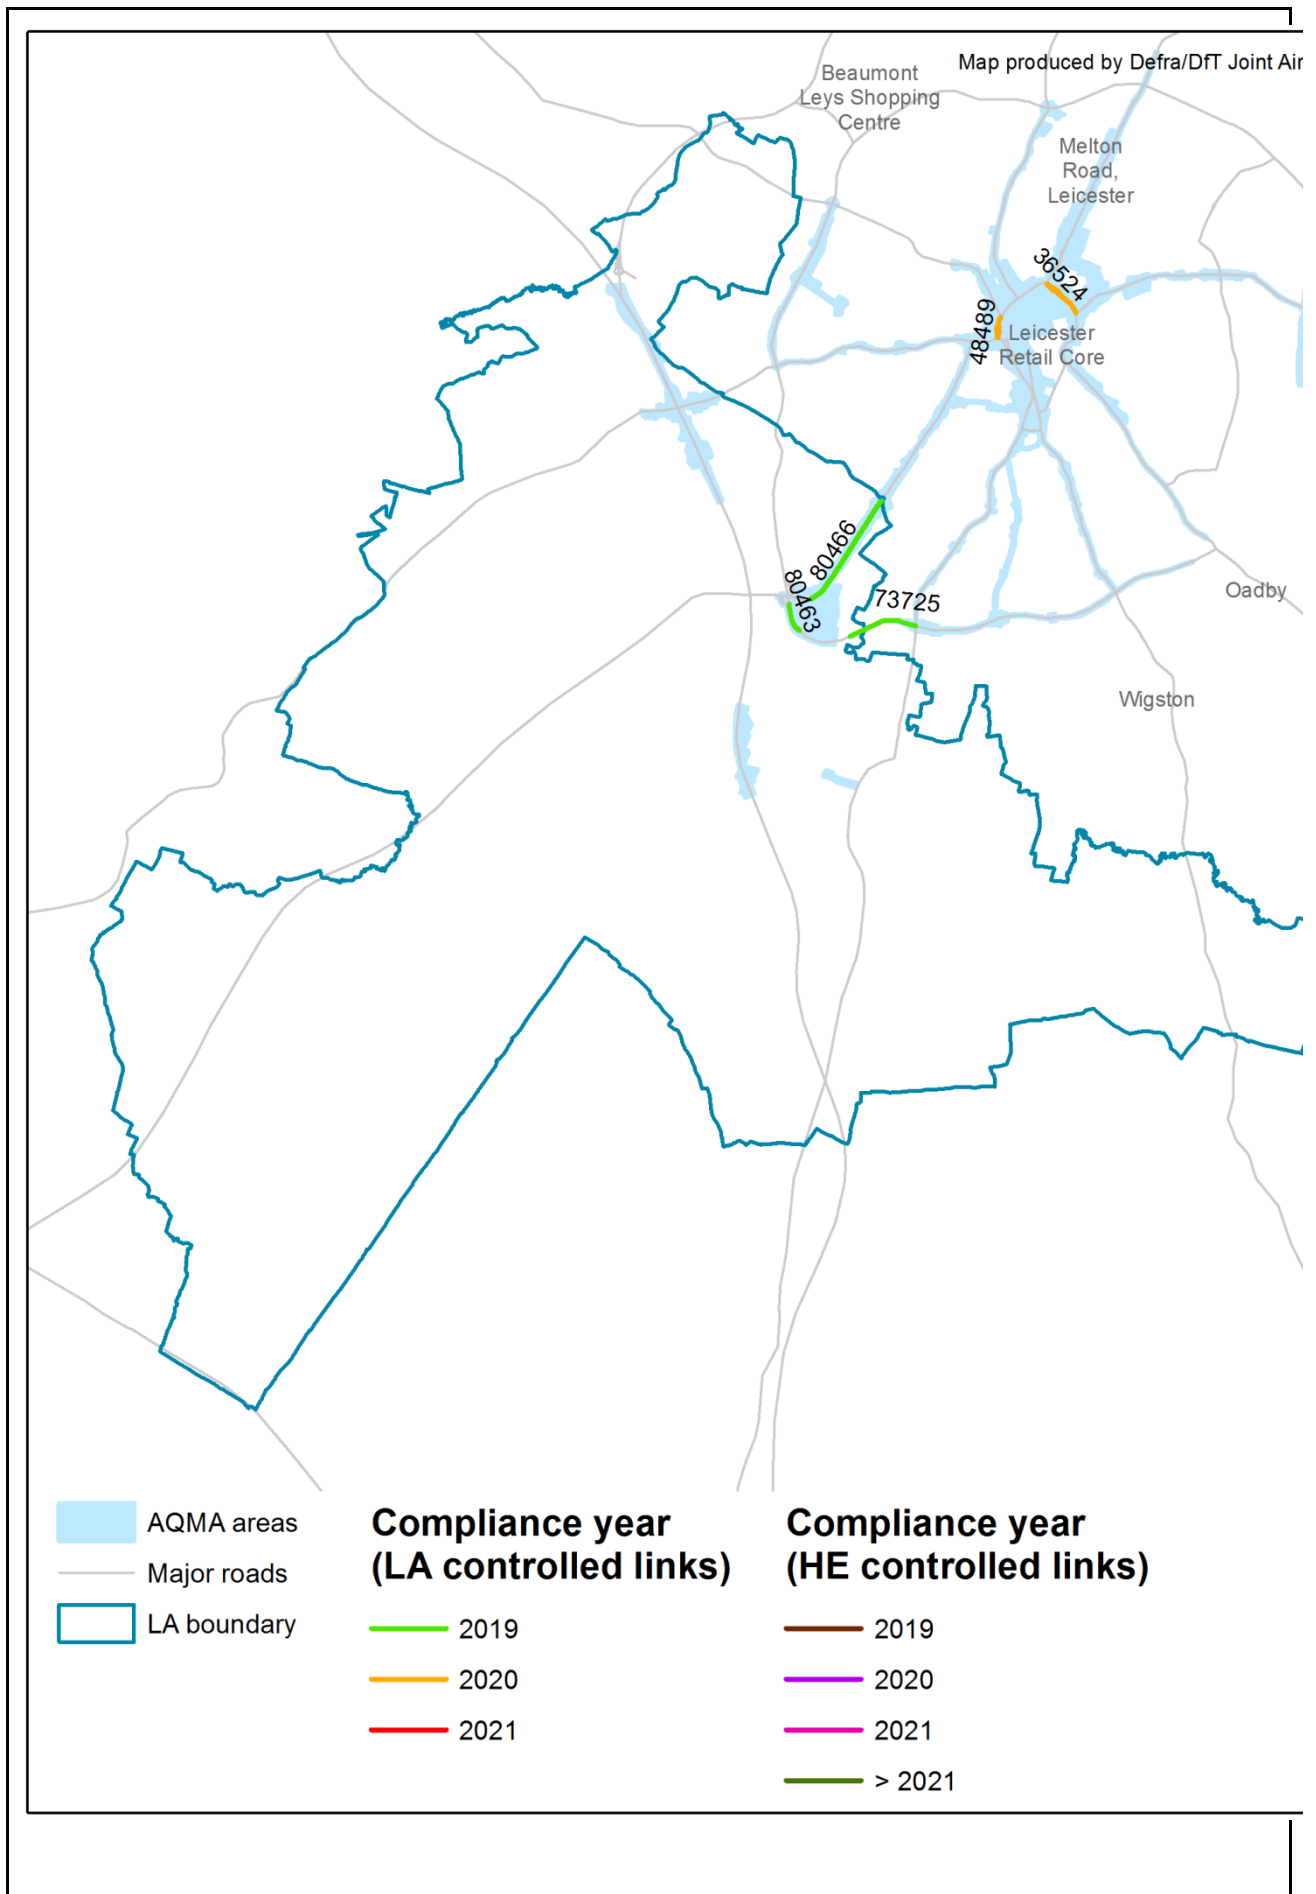 Map produced by Defra/DfT Joint Air
Beaumont
Leys Shopping
Centre
Melton
Road,
Leicester
36524
48489
Leicester
Retail Core
80466
80463
73725
Oadby
Wigston
AQMA areas
Major roads
LA boundary
Compliance year
(LA controlled links)
2019
2020
2021
Compliance year
(HE controlled links)
2019
2020
2021
> 2021